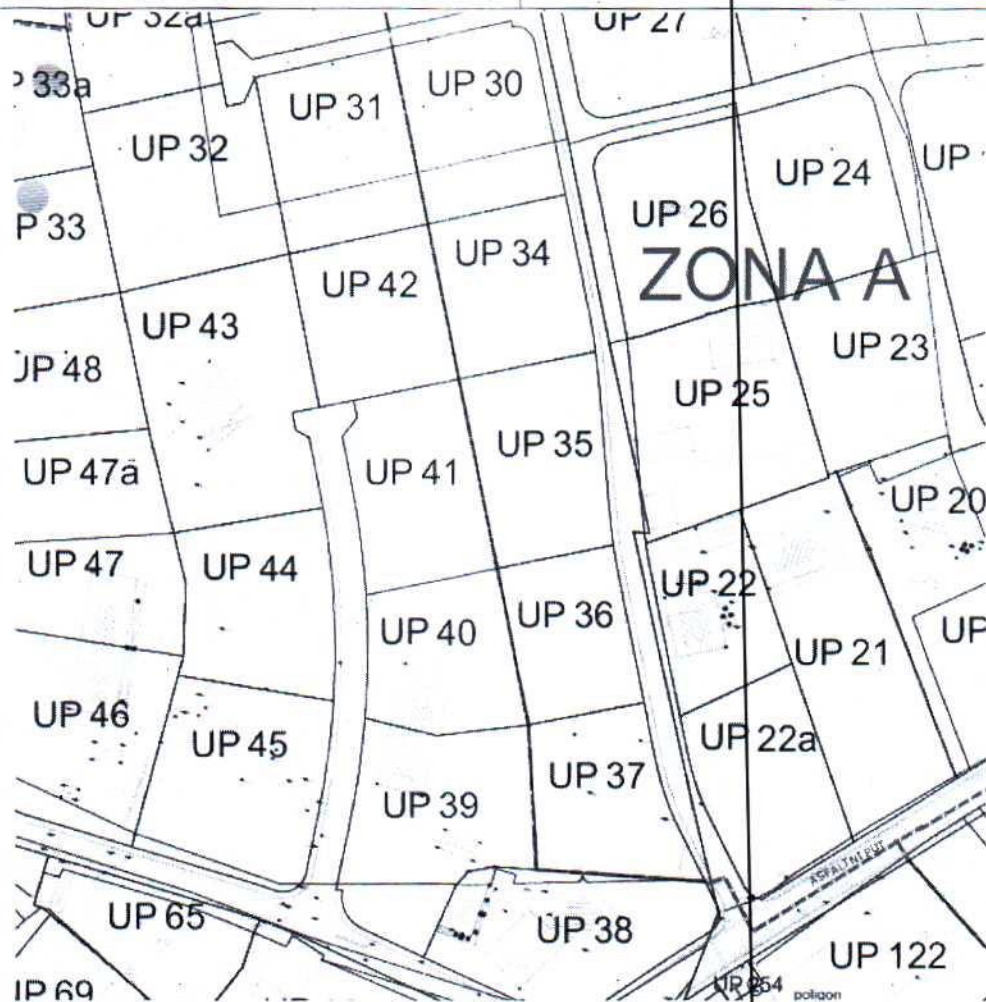 UP 32a
UP 27
P 33a
UP 31
UP 30
UP 32
UP 24
UP
P 33
UP 26
UP 34
ZONA A
UP 42
UP 43
UP 23
UP 48
UP 25
UP 35
UP 41
UP 47a
UP 20
UP 47
UP 44
UP 22
UP 36
UP 40
UP
UP 21
UP 46
UP 45
UP 22a
UP 37
UP 39
ASFALTNI PUT
UP 65
UP 38
UP 122
UP 69
poligon